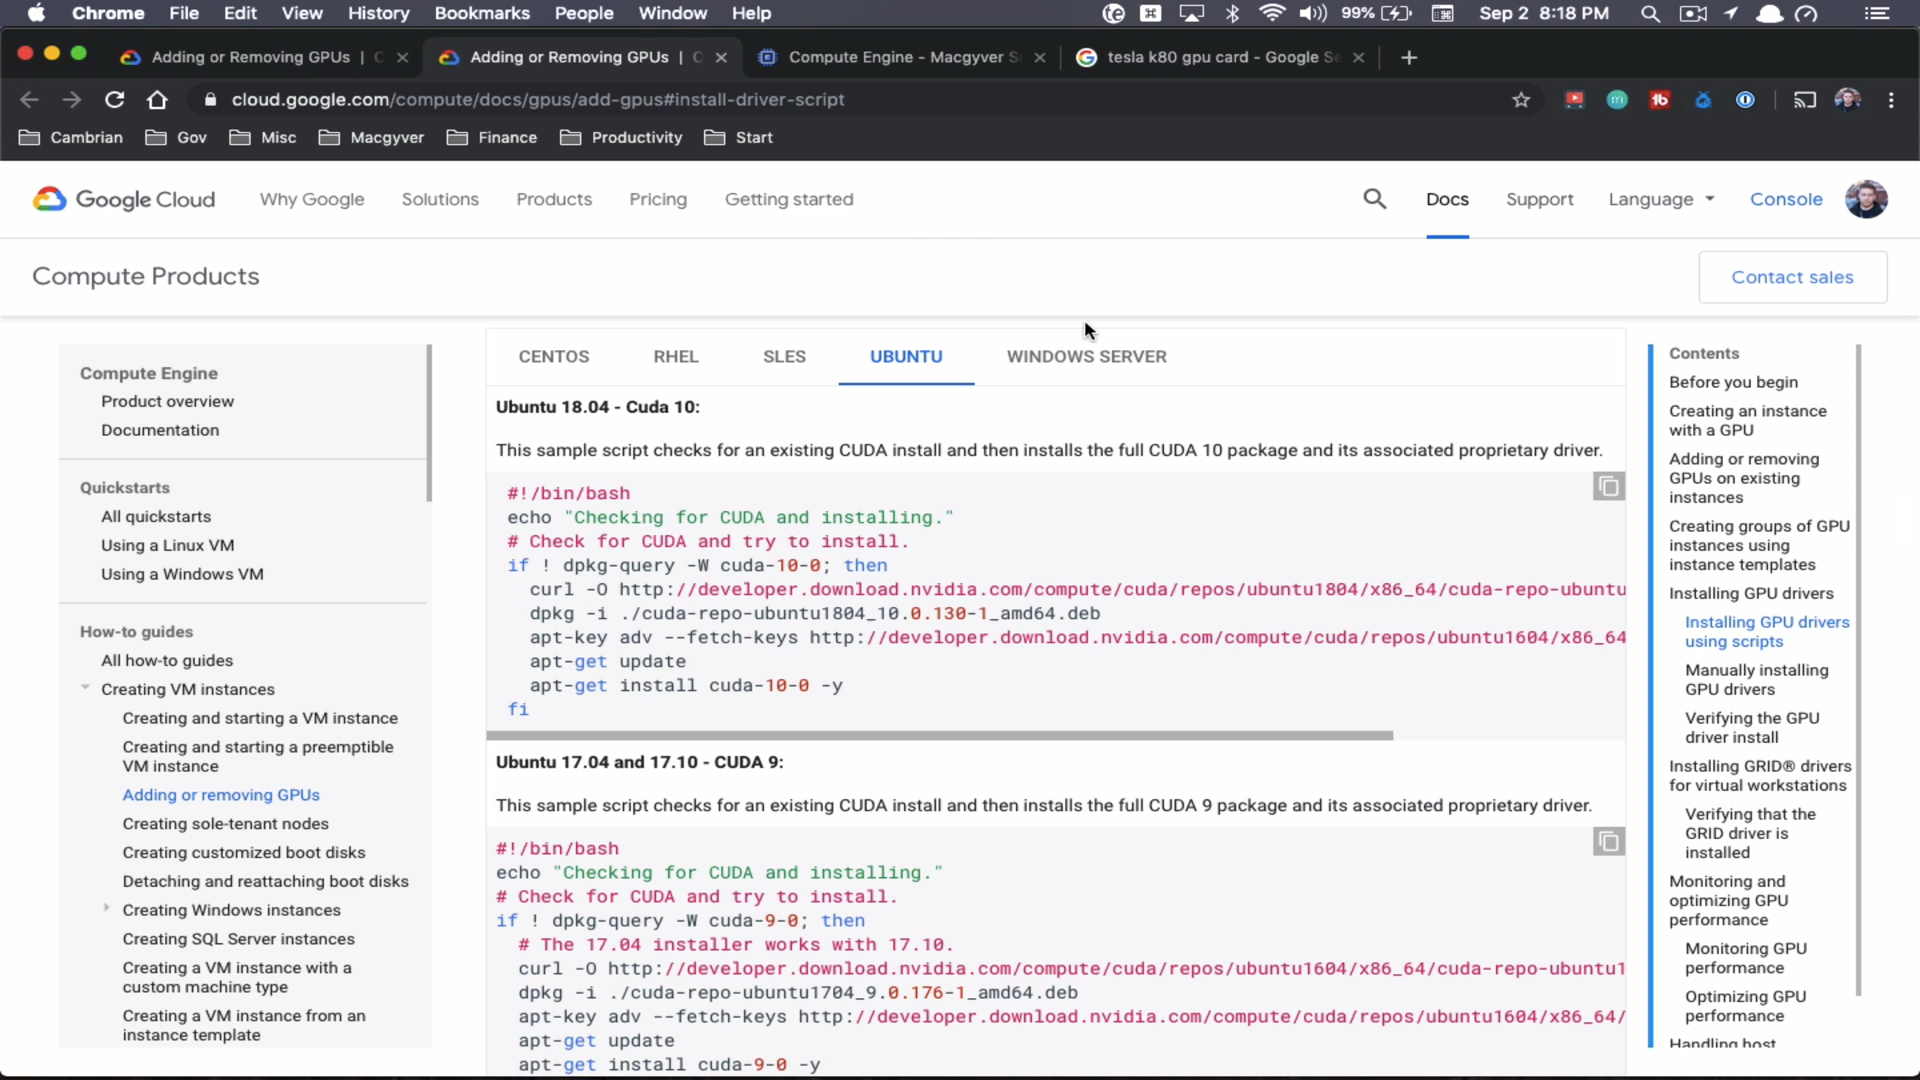 Chrome File Edit View History Bookmarks People Window Help 99% Sep 2 8:18 PM
Adding or Removing GPUs | C
Adding or Removing GPUs | C
Compute Engine - Macgyver S
tesla k80 gpu card - Google Se
cloud.google.com/compute/docs/gpus/add-gpus#install-driver-script
Cambrian Gov Misc Macgyver Finance Productivity Start
Google Cloud Why Google Solutions Products Pricing Getting started Docs Support Language Console
Compute Products
Contact sales
Compute Engine
Product overview
Documentation
Quickstarts
All quickstarts
Using a Linux VM
Using a Windows VM
How-to guides
All how-to guides
Creating VM instances
Creating and starting a VM instance
Creating and starting a preemptible
VM instance
Adding or removing GPUs
Creating sole-tenant nodes
Creating customized boot disks
Detaching and reattaching boot disks
Creating Windows instances
Creating SQL Server instances
Creating a VM instance with a
custom machine type
Creating a VM instance from an
instance template
CENTOS RHEL SLES UBUNTU WINDOWS SERVER
Ubuntu 18.04 - Cuda 10:
This sample script checks for an existing CUDA install and then installs the full CUDA 10 package and its associated proprietary driver.
#!/bin/bash
echo "Checking for CUDA and installing."
# Check for CUDA and try to install.
if ! dpkg-query -W cuda-10-0; then
curl -O http://developer.download.nvidia.com/compute/cuda/repos/ubuntu1804/x86_64/cuda-repo-ubuntu
dpkg -i ./cuda-repo-ubuntu1804_10.0.130-1_amd64.deb
apt-key adv --fetch-keys http://developer.download.nvidia.com/compute/cuda/repos/ubuntu1604/x86_64
apt-get update
apt-get install cuda-10-0 -y
fi
Ubuntu 17.04 and 17.10 - CUDA 9:
This sample script checks for an existing CUDA install and then installs the full CUDA 9 package and its associated proprietary driver.
#!/bin/bash
echo "Checking for CUDA and installing."
# Check for CUDA and try to install.
if ! dpkg-query -W cuda-9-0; then
# The 17.04 installer works with 17.10.
curl -O http://developer.download.nvidia.com/compute/cuda/repos/ubuntu1604/x86_64/cuda-repo-ubuntu1
dpkg -i ./cuda-repo-ubuntu1704_9.0.176-1_amd64.deb
apt-key adv --fetch-keys http://developer.download.nvidia.com/compute/cuda/repos/ubuntu1604/x86_64/
apt-get update
apt-get install cuda-9-0 -y
Contents
Before you begin
Creating an instance
with a GPU
Adding or removing
GPUs on existing
instances
Creating groups of GPU
instances using
instance templates
Installing GPU drivers
Installing GPU drivers
using scripts
Manually installing
GPU drivers
Verifying the GPU
driver install
Installing GRID® drivers
for virtual workstations
Verifying that the
GRID driver is
installed
Monitoring and
optimizing GPU
performance
Monitoring GPU
performance
Optimizing GPU
performance
Handling host